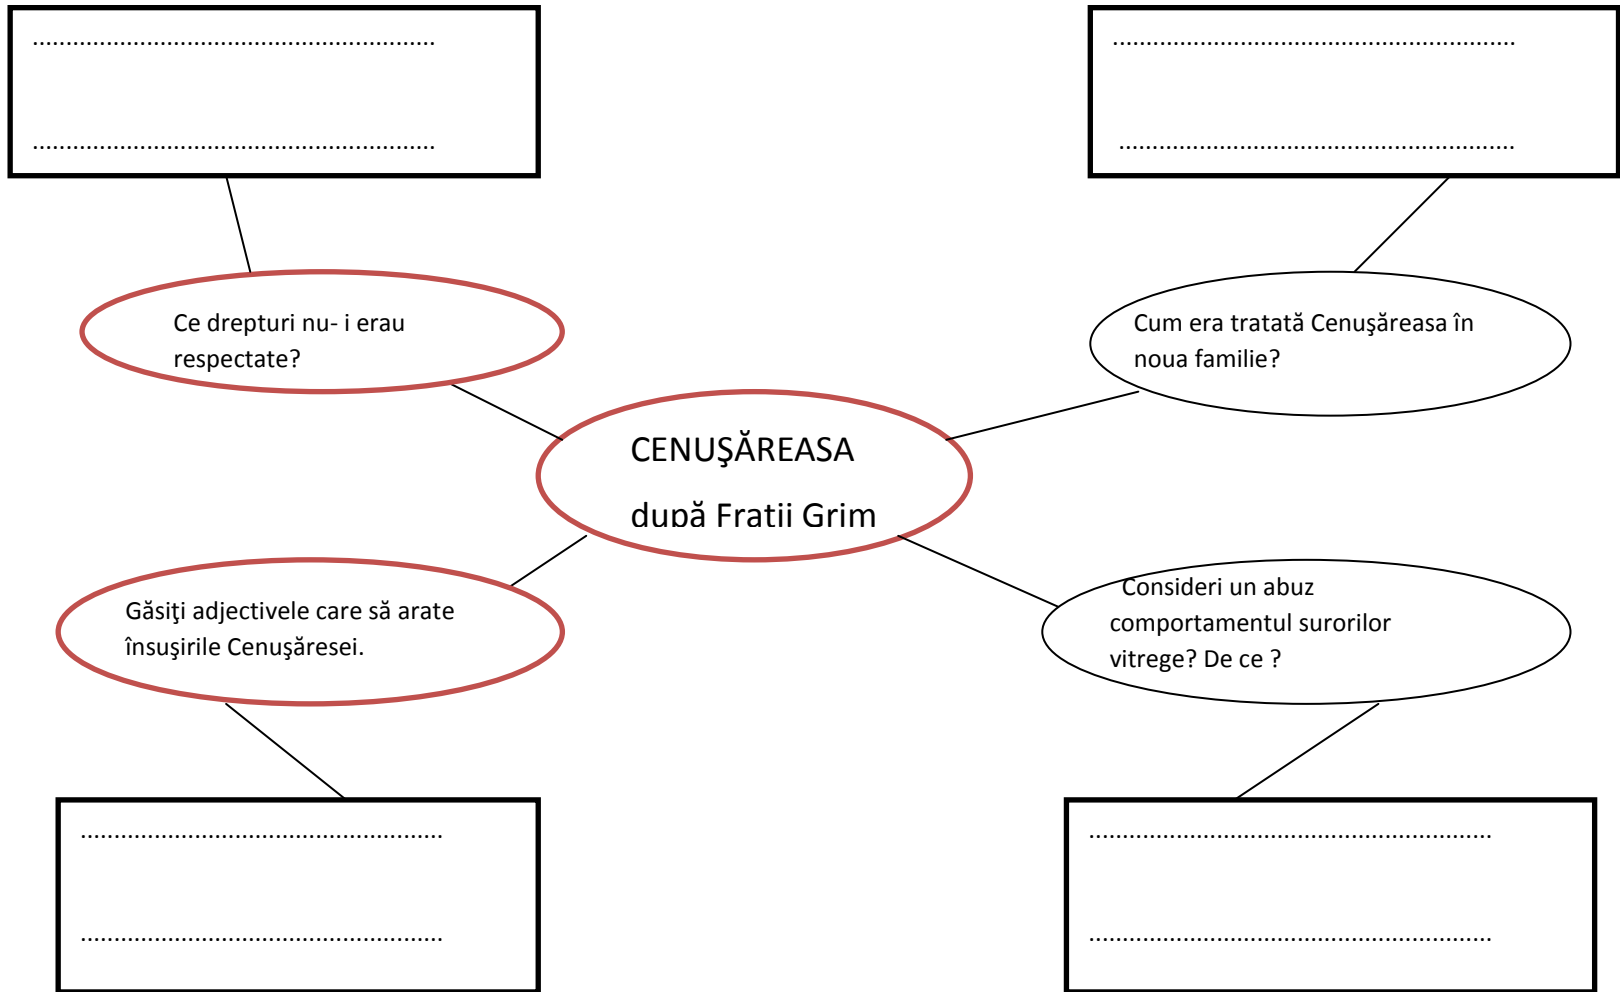 ............................................................
............................................................
............................................................
............................................................
Ce drepturi nu- i erau
respectate?
Cum era tratată Cenuşăreasa în
noua familie?
CENUŞĂREASA
după Fratii Grim
Găsiţi adjectivele care să arate
însuşirile Cenuşăresei.
Consideri un abuz
comportamentul surorilor
vitrege? De ce ?
......................................................
......................................................
............................................................
............................................................